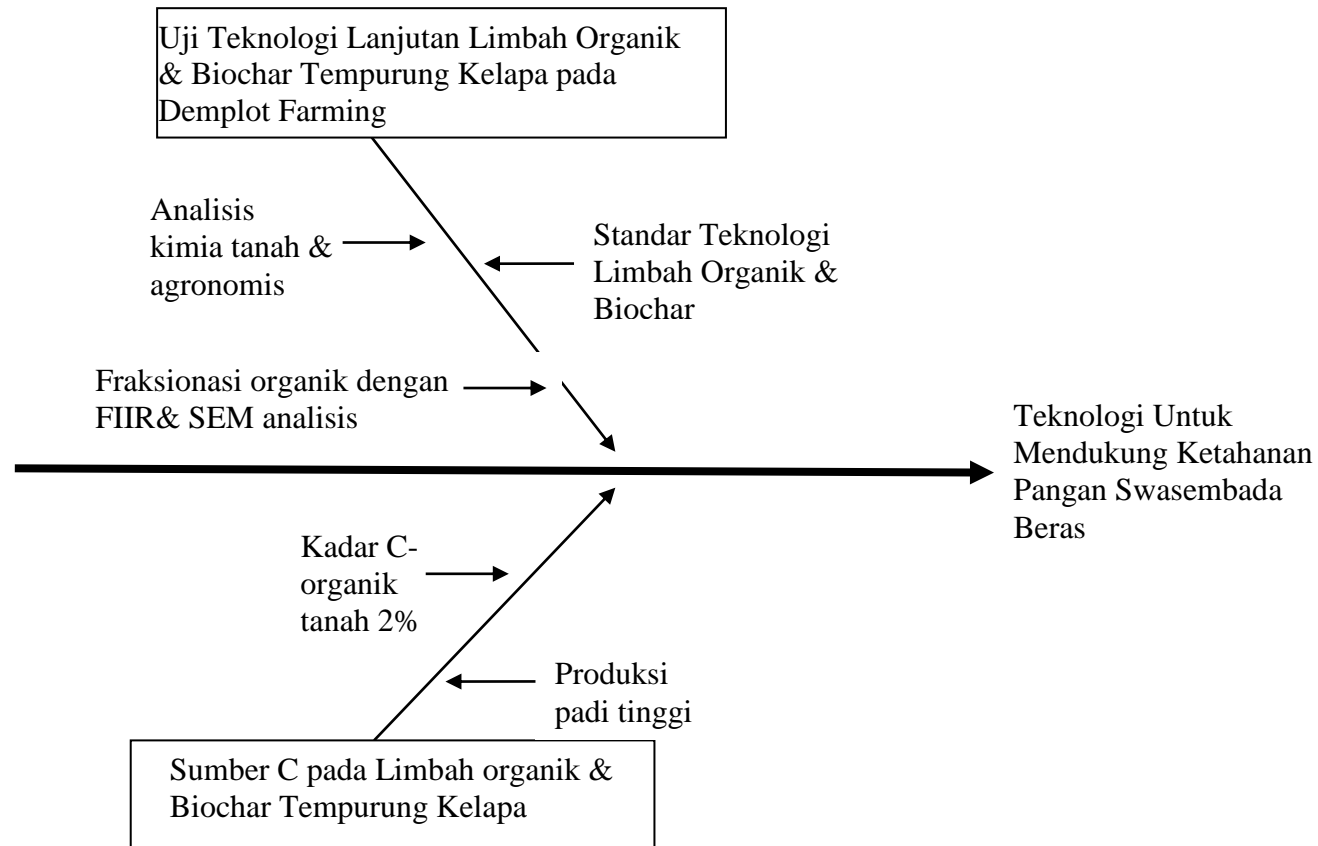 Uji Teknologi Lanjutan Limbah Organik
& Biochar Tempurung Kelapa pada
Demplot Farming
Analisis
kimia tanah &
agronomis
Standar Teknologi
Limbah Organik &
Biochar
Fraksionasi organik dengan
FIIR& SEM analisis
Teknologi Untuk
Mendukung Ketahanan
Pangan Swasembada
Beras
Kadar C-
organik
tanah 2%
Produksi
padi tinggi
Sumber C pada Limbah organik &
Biochar Tempurung Kelapa